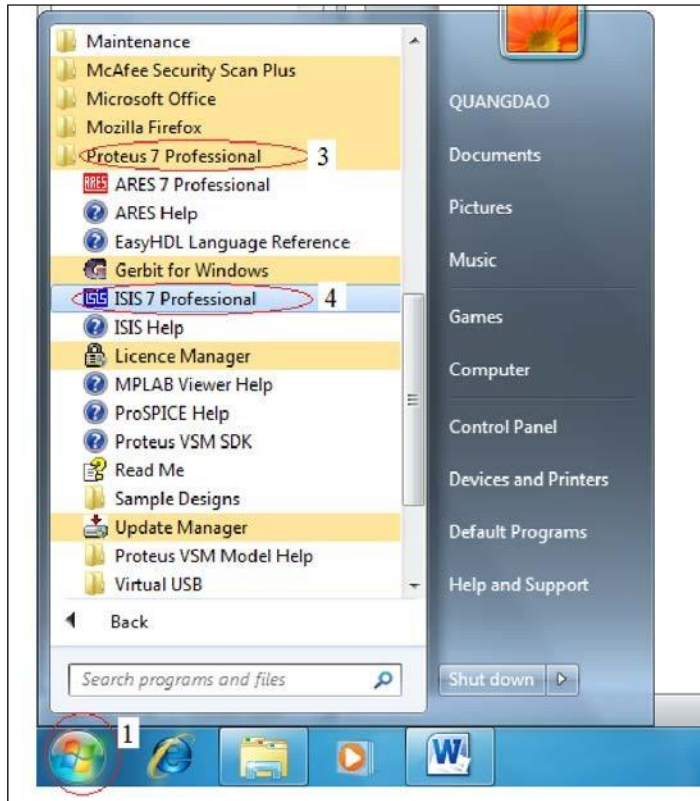 Maintenance
McAfee Security Scan Plus
Microsoft Office
Mozilla Firefox
Proteus 7 Professional 3
ARES ARES 7 Professional
ARES Help
EasyHDL Language Reference
Gerbit for Windows
ISIS ISIS 7 Professional 4
ISIS Help
Licence Manager
MPLAB Viewer Help
ProSPICE Help
Proteus VSM SDK
Read Me
Sample Designs
Update Manager
Proteus VSM Model Help
Virtual USB
Back
Search programs and files
QUANGDAO
Documents
Pictures
Music
Games
Computer
Control Panel
Devices and Printers
Default Programs
Help and Support
Shut down
1
W